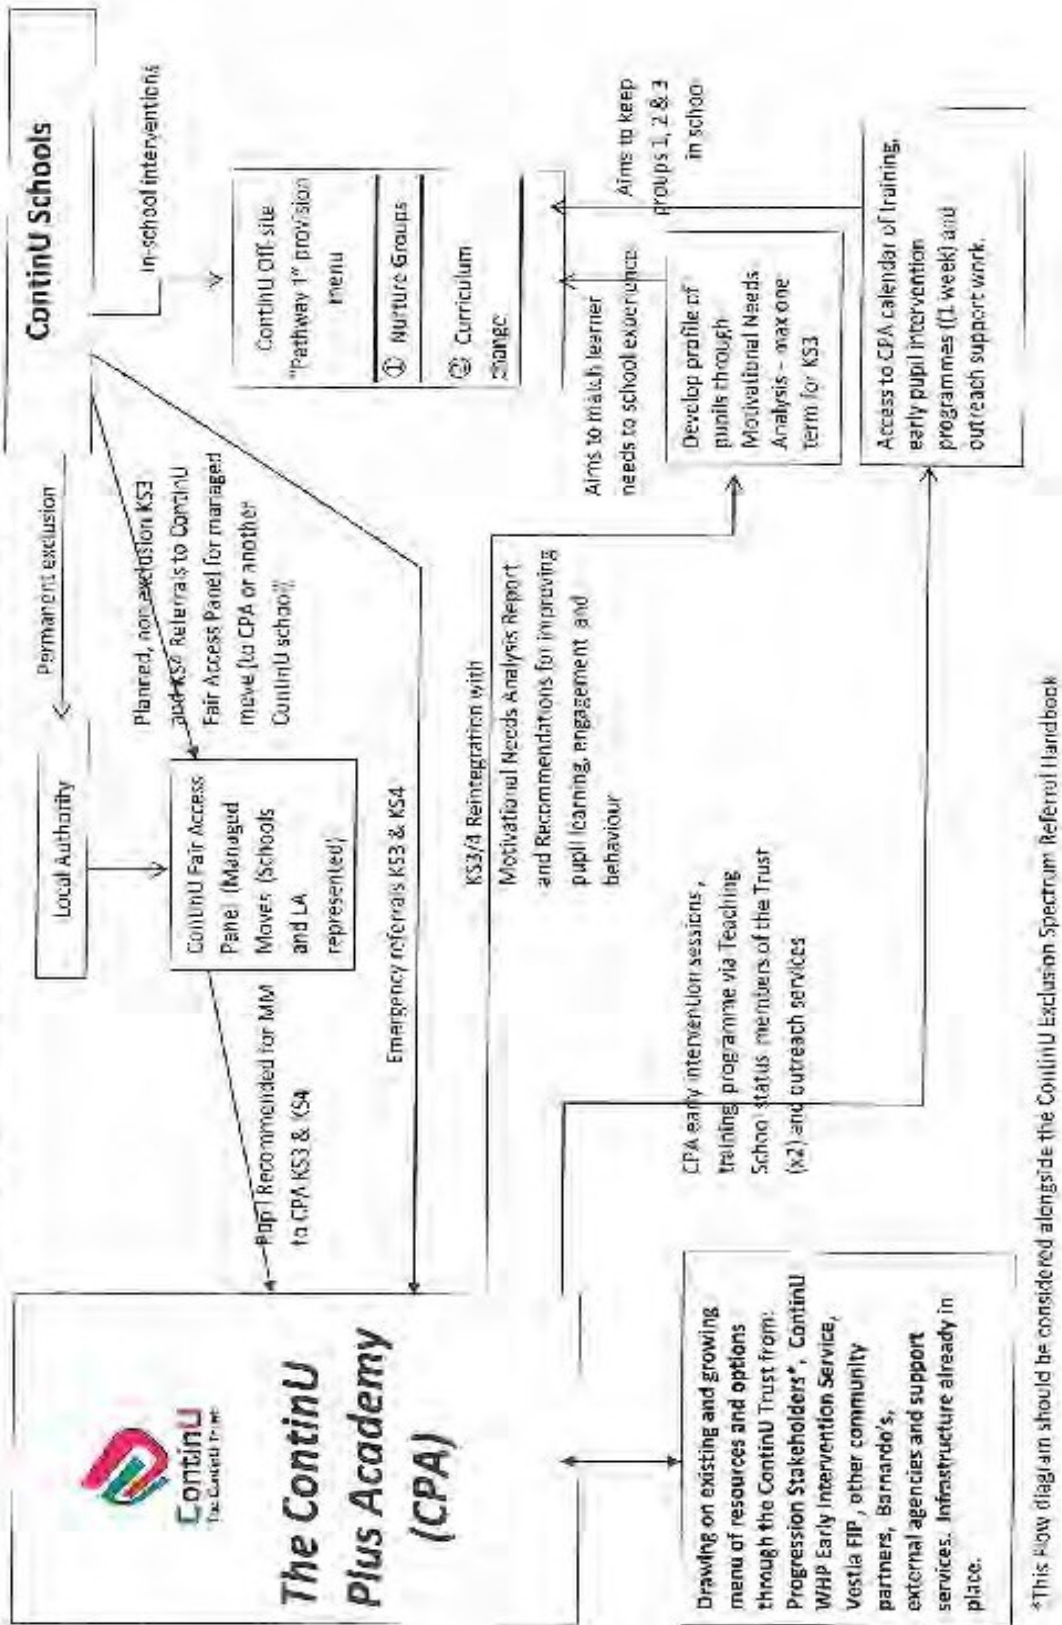 ContinU
The ContinU Trust
The ContinU
Plus Academy
(CPA)
Local Authority
Permanent exclusion
ContinU Schools
ContinU Fair Access
Panel (Managed
Moves (Schools
and LA
represented)
Planned, non exclusion KS3
and KS4 Referrals to ContinU
Fair Access Panel for managed
move (to CPA or another
ContinU school)
In-school interventions
Pupil Recommended for MM
to CPA KS3 & KS4
Emergency referrals KS3 & KS4
ContinU Off-site
"Pathway 1" provision
menu
① Nurture Groups
② Curriculum
change
KS3/4 Reintegration with
Motivational Needs Analysis Report
and Recommendations for improving
pupil learning, engagement and
behaviour
Aims to match learner
needs to school experience
Aims to keep
groups 1, 2 & 3
in school
Develop profile of
pupils through
Motivational Needs
Analysis – max one
term for KS3
CPA early intervention sessions,
training programme via Teaching
School status members of the Trust
(x2) and outreach services
Access to CPA calendar of training,
early pupil intervention
programmes ((1 week) and
outreach support work.
Drawing on existing and growing
menu of resources and options
through the ContinU Trust from:
Progression Stakeholders*, ContinU
WHP Early Intervention Service,
Vestia FIP, other community
partners, Barnardo's,
external agencies and support
services. Infrastructure already in
place.
*This Flow diagram should be considered alongside the ContinU Exclusion Spectrum Referral Handbook